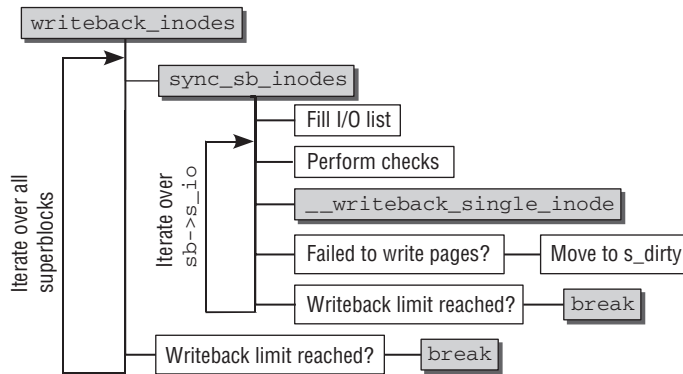 writeback_inodes
sync_sb_inodes
Fill I/O list
Perform checks
__writeback_single_inode
Failed to write pages?
Move to s_dirty
Writeback limit reached?
break
Iterate over
sb->s_io
Iterate over all
superblocks
Writeback limit reached?
break